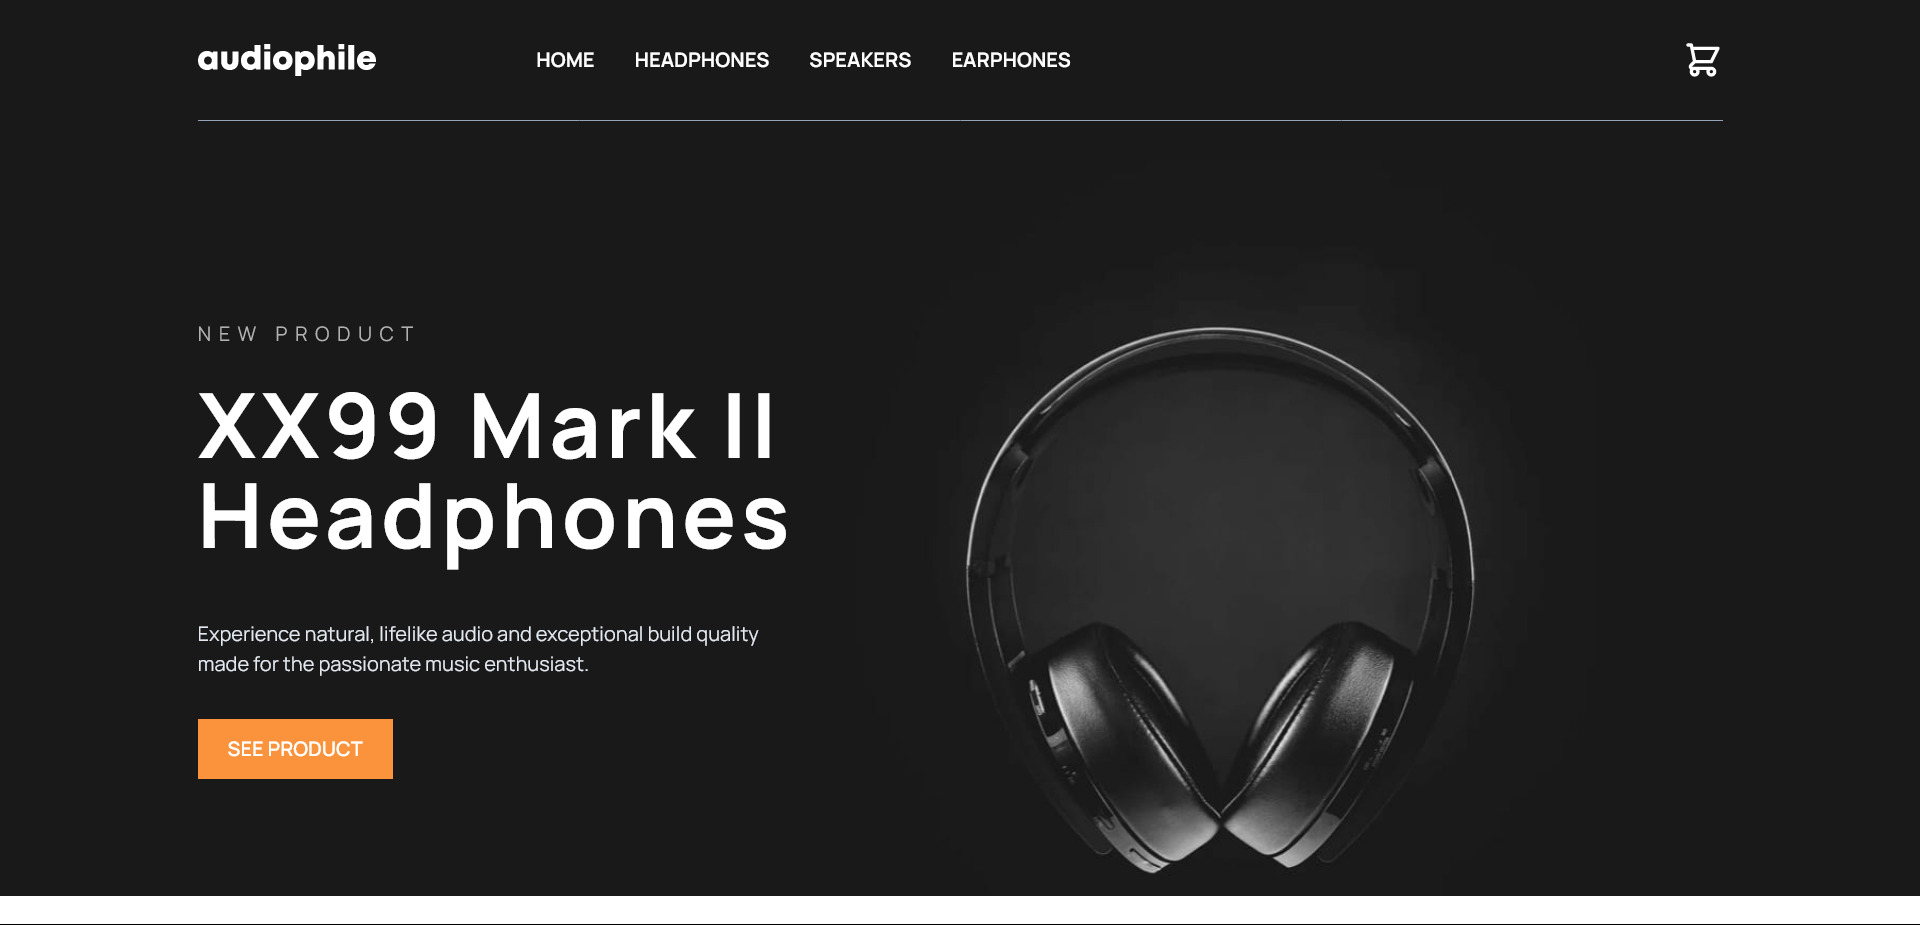 audiophile
HOME HEADPHONES SPEAKERS EARPHONES
NEW PRODUCT
XX99 Mark II
Headphones
Experience natural, lifelike audio and exceptional build quality
made for the passionate music enthusiast.
SEE PRODUCT